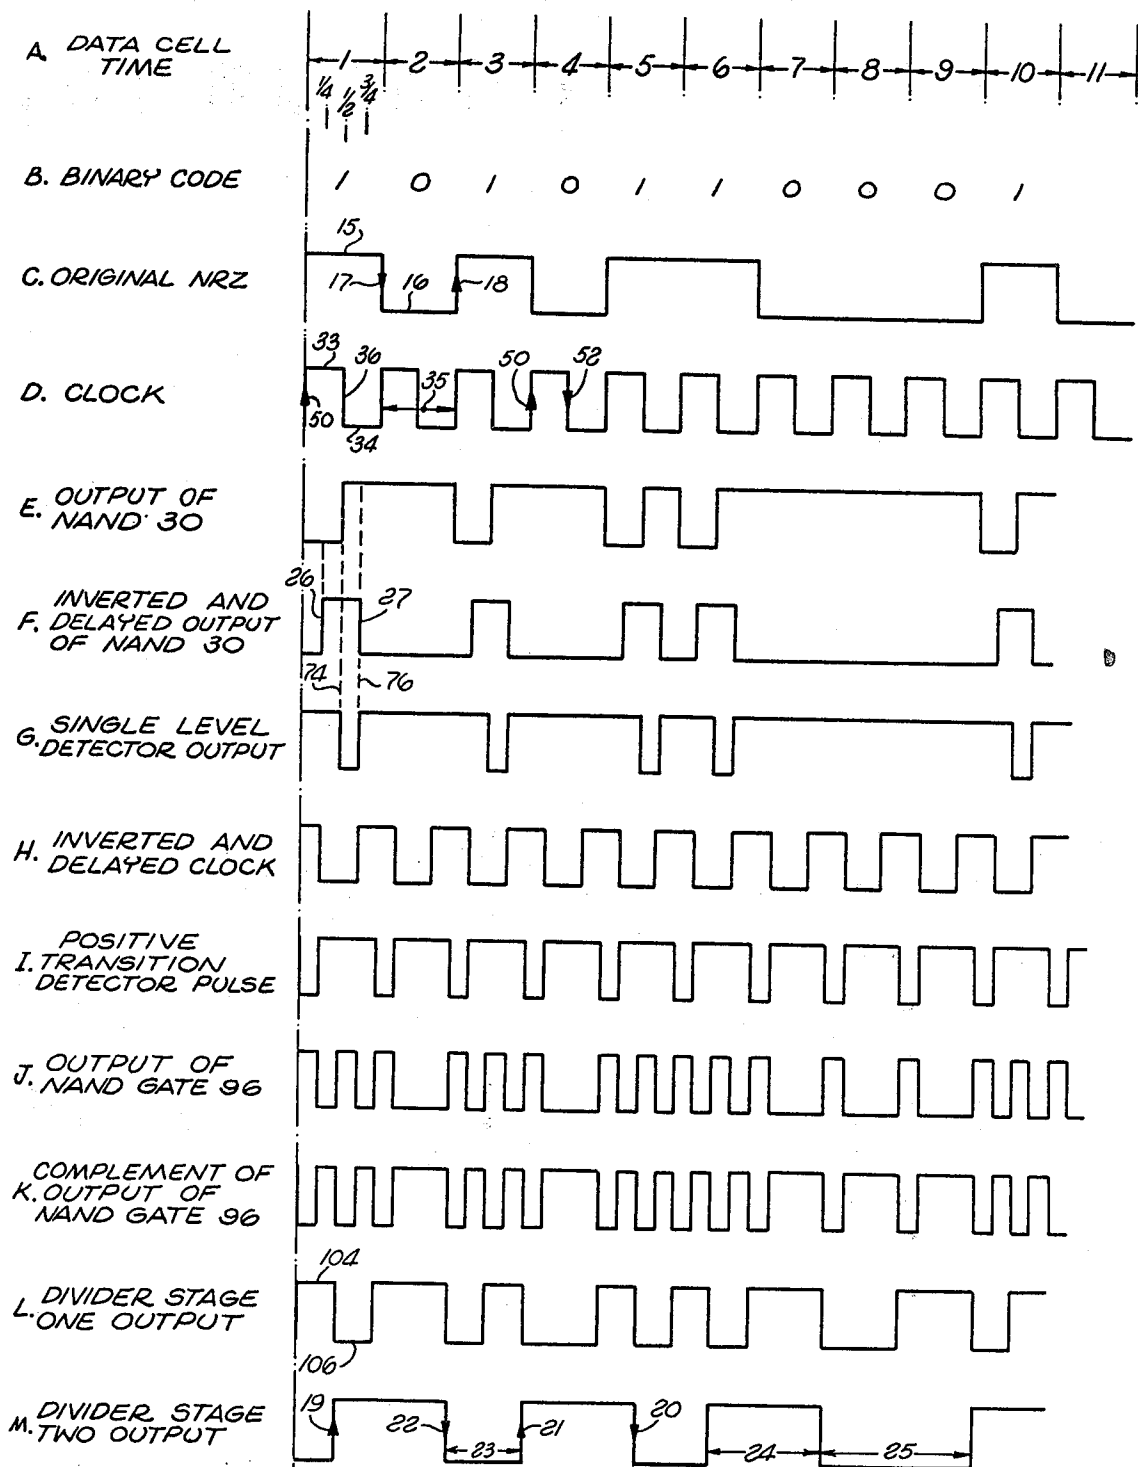 A. DATA CELL TIME
1 2 3 4 5 6 7 8 9 10 11
1/4 1/2 3/4
B. BINARY CODE
1 0 1 0 1 1 0 0 0 1
15
C. ORIGINAL NRZ
17 16 18
33 36 35 50 52
D. CLOCK
50 34
E. OUTPUT OF NAND 30
26 27
F. INVERTED AND DELAYED OUTPUT OF NAND 30
74 76
G. SINGLE LEVEL DETECTOR OUTPUT
H. INVERTED AND DELAYED CLOCK
I. POSITIVE TRANSITION DETECTOR PULSE
J. OUTPUT OF NAND GATE 96
K. COMPLEMENT OF OUTPUT OF NAND GATE 96
104
L. DIVIDER STAGE ONE OUTPUT
106
M. DIVIDER STAGE TWO OUTPUT
19 22 23 21 20 24 25